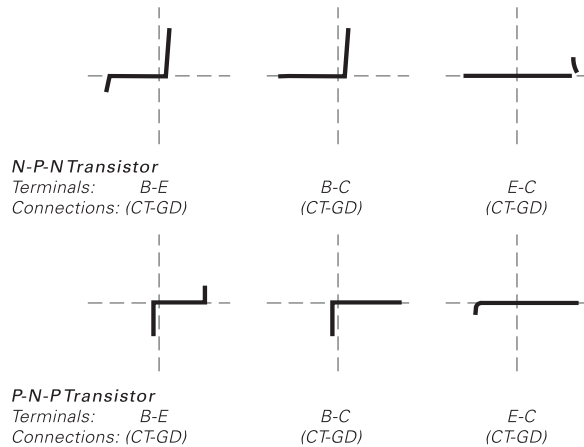 N-P-N Transistor
Terminals: B-E B-C E-C
Connections: (CT-GD) (CT-GD) (CT-GD)
P-N-P Transistor
Terminals: B-E B-C E-C
Connections: (CT-GD) (CT-GD) (CT-GD)